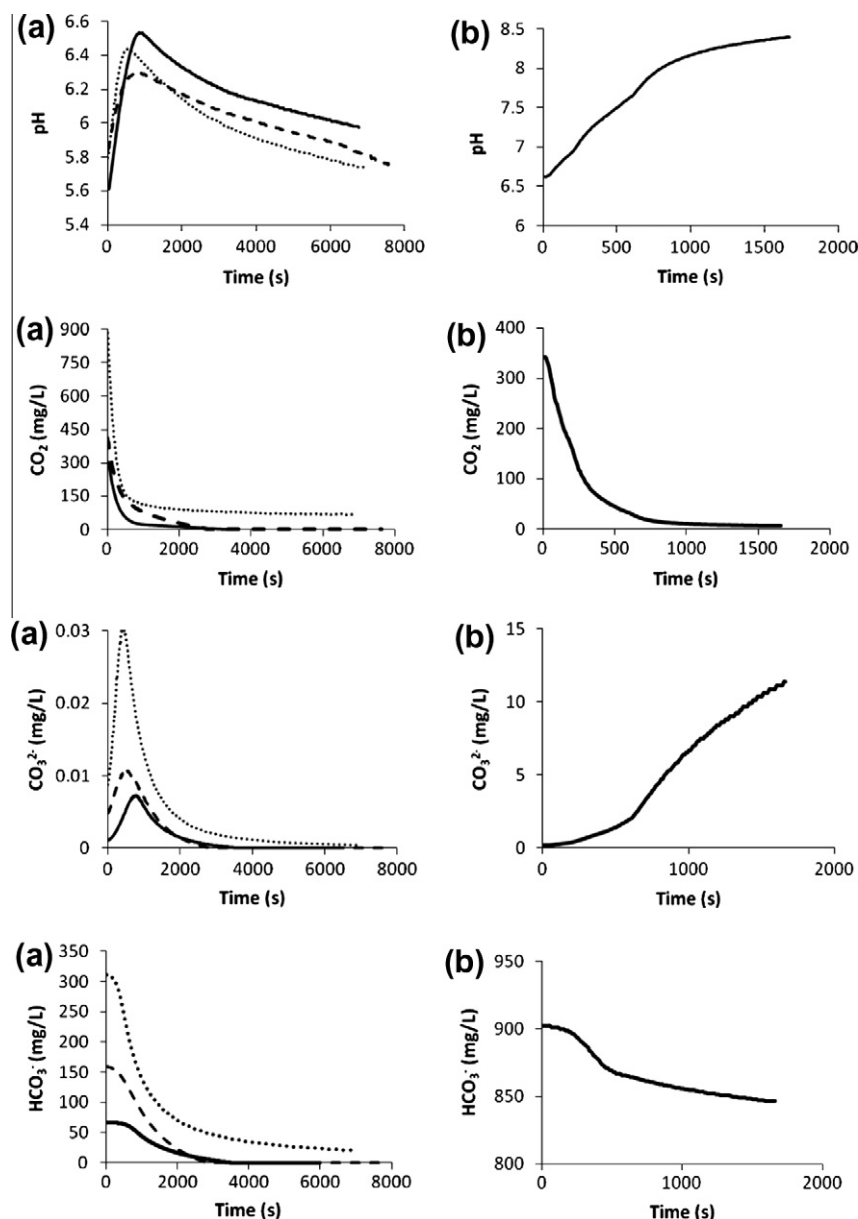 (a)
6.6
6.4
6.2
6
5.8
5.6
5.4
pH
0 2000 4000 6000 8000
Time (s)
(b)
8.5
8
7.5
7
6.5
6
pH
0 500 1000 1500 2000
Time (s)
(a)
900
750
600
450
300
150
0
CO₂ (mg/L)
0 2000 4000 6000 8000
Time (s)
(b)
400
300
200
100
0
CO₂ (mg/L)
0 500 1000 1500 2000
Time (s)
(a)
0.03
0.02
0.01
0
CO₃²⁻ (mg/L)
0 2000 4000 6000 8000
Time (s)
(b)
15
10
5
0
CO₃²⁻ (mg/L)
0 1000 2000
Time (s)
(a)
350
300
250
200
150
100
50
0
HCO₃⁻ (mg/L)
0 2000 4000 6000 8000
Time (s)
(b)
950
900
850
800
HCO₃⁻ (mg/L)
0 1000 2000
Time (s)